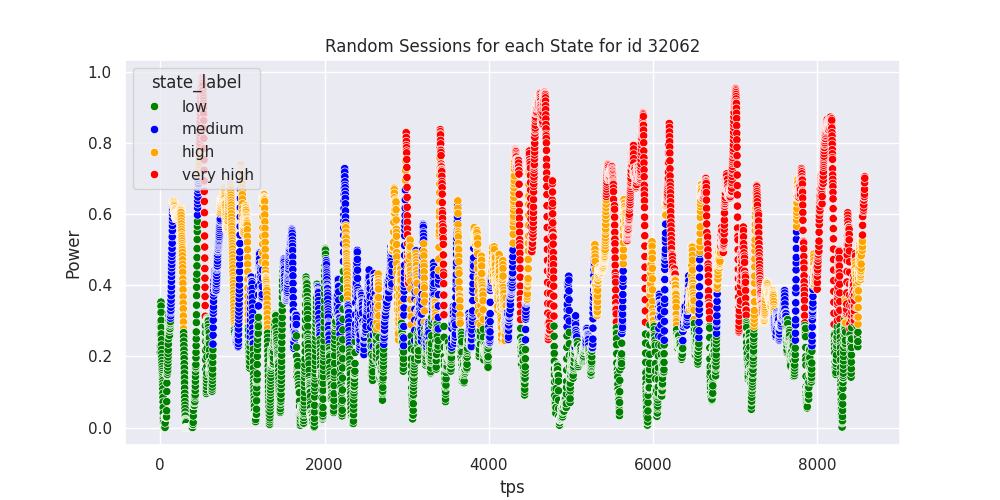 Random Sessions for each State for id 32062
state_label
low
medium
high
very high
Power
1.0
0.8
0.6
0.4
0.2
0.0
0 2000 4000 6000 8000
tps